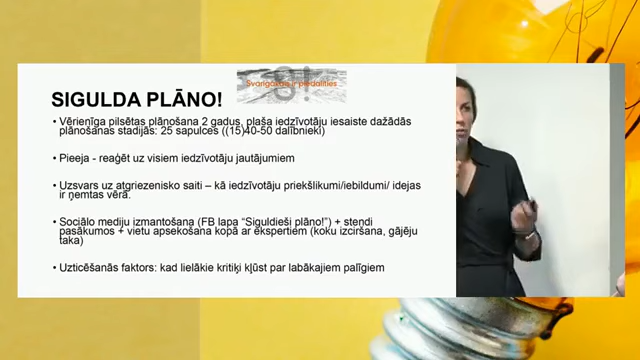 Svarīgākais ir piedalīties
S!
SIGULDA PLĀNO!
• Vērienīga pilsētas plānošana 2 gadus, plaša iedzīvotāju iesaiste dažādās
plānošanas stadijās: 25 sapulces ((15)40-50 dalībnieki)
• Pieeja - reaģēt uz visiem iedzīvotāju jautājumiem
• Uzsvars uz atgriezenisko saiti – kā iedzīvotāju priekšlikumi/iebildumi/ idejas
ir ņemtas vērā.
• Sociālo mediju izmantošana (FB lapa “Siguldieši plāno!”) + stendi
pasākumos + vietu apsekošana kopā ar ekspertiem (koku izciršana, gājēju
taka)
• Uzticēšanās faktors: kad lielākie kritiķi kļūst par labākajiem palīgiem